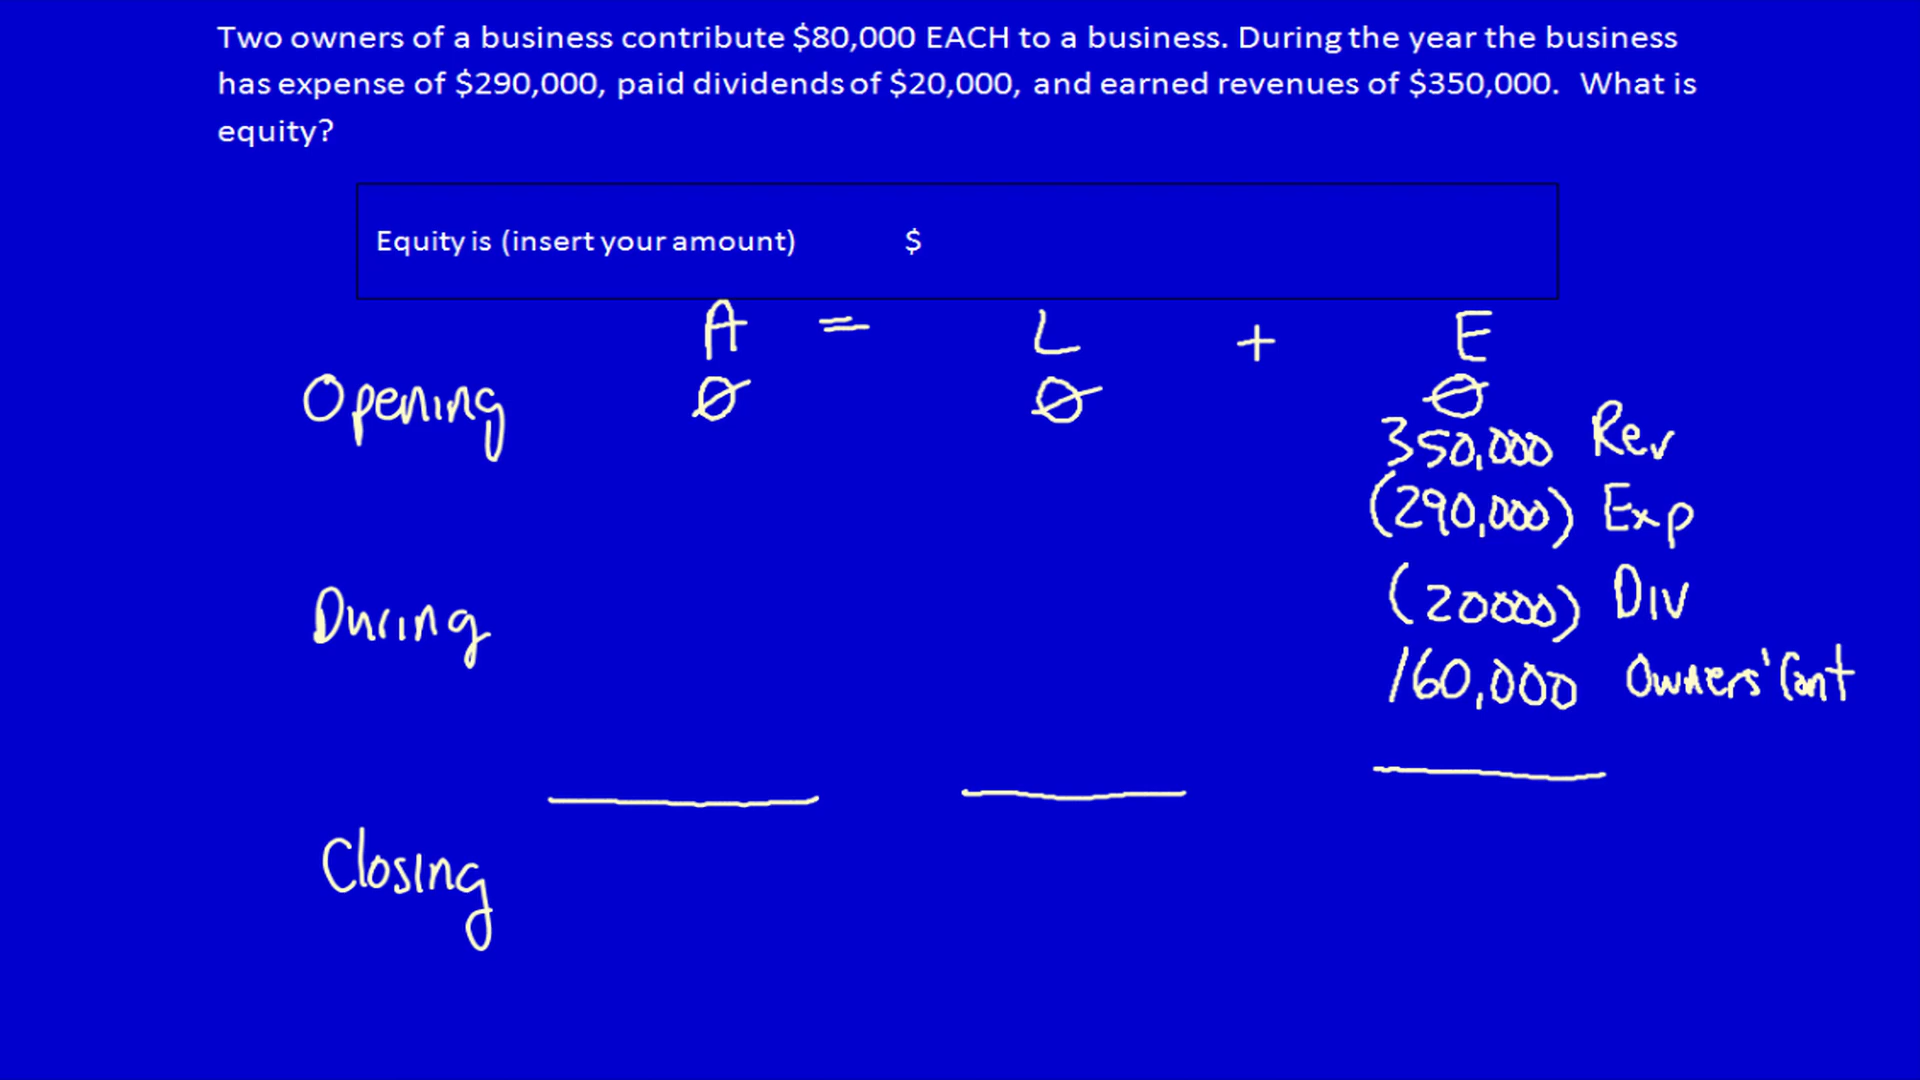 Two owners of a business contribute $80,000 EACH to a business. During the year the business
has expense of $290,000, paid dividends of $20,000, and earned revenues of $350,000. What is
equity?
Equity is (insert your amount) $
A = L + E
Opening Ø Ø Ø
350,000 Rev
(290,000) Exp
(20000) Div
During
160,000 Owners' Cont
Closing